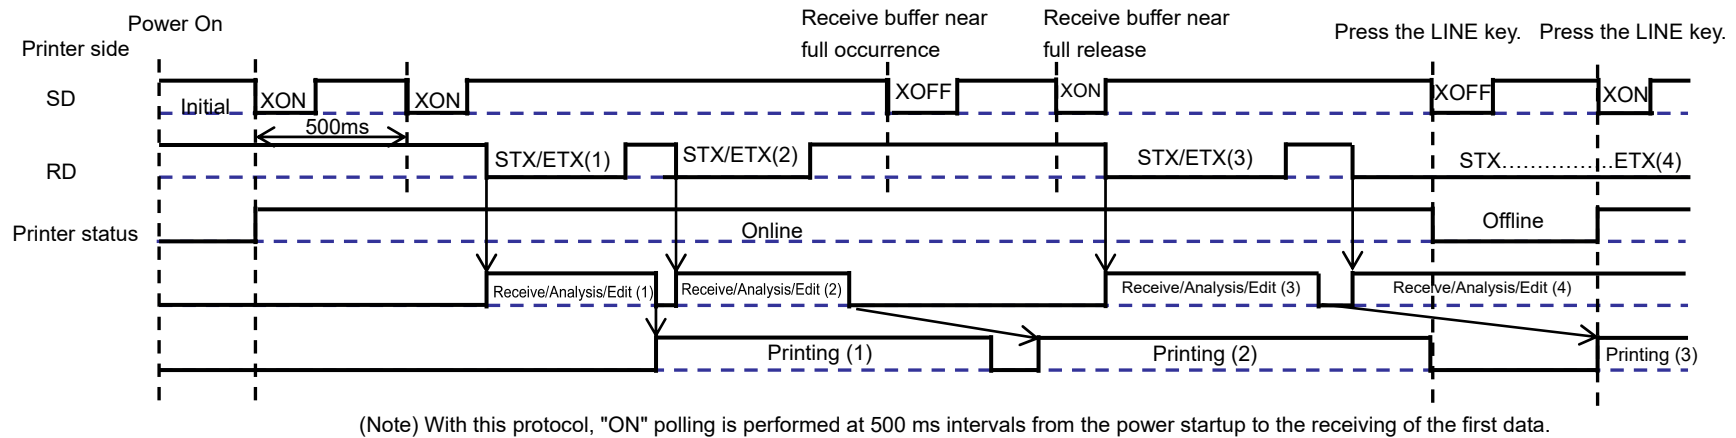 Power On
Receive buffer near
full occurrence
Receive buffer near
full release
Press the LINE key.
Press the LINE key.
Printer side
SD
Initial
XON
XON
XOFF
XON
XOFF
XON
500ms
RD
STX/ETX(1)
STX/ETX(2)
STX/ETX(3)
STX……………..ETX(4)
Printer status
Online
Offline
Receive/Analysis/Edit (1)
Receive/Analysis/Edit (2)
Receive/Analysis/Edit (3)
Receive/Analysis/Edit (4)
Printing (1)
Printing (2)
Printing (3)
(Note) With this protocol, "ON" polling is performed at 500 ms intervals from the power startup to the receiving of the first data.